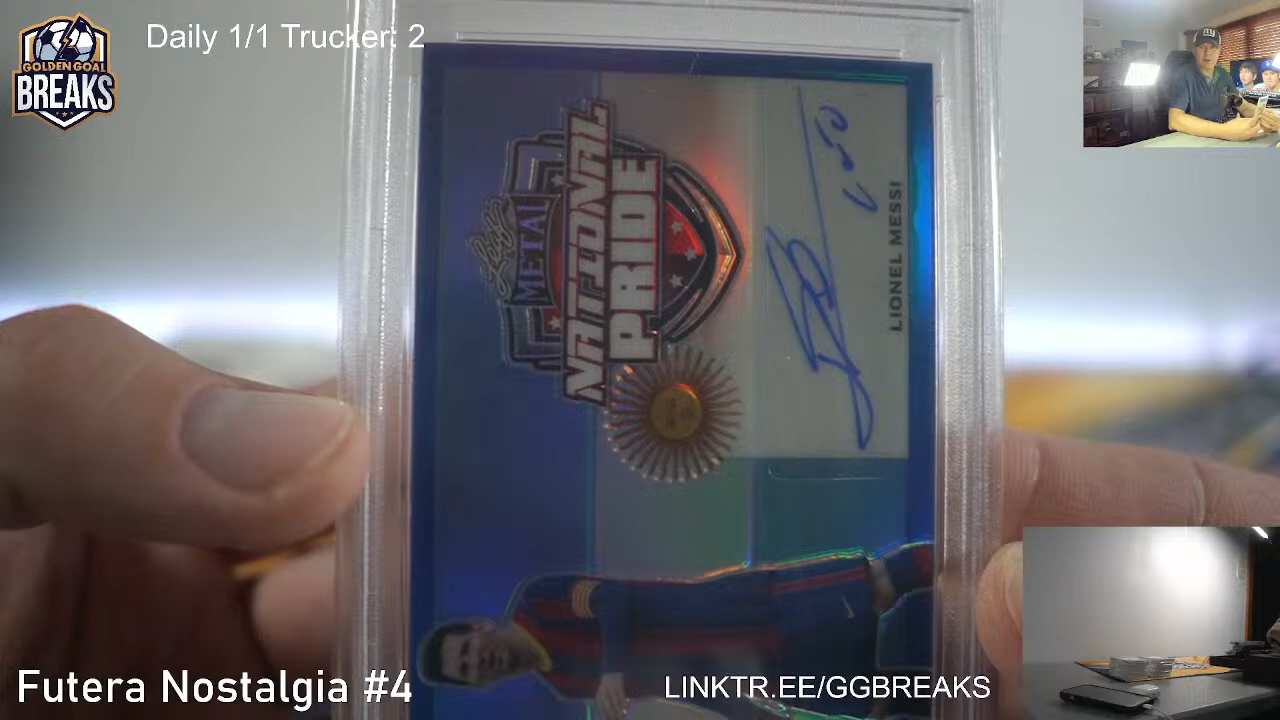 GOLDEN GOAL
BREAKS
Daily 1/1 Trucker: 2
Leaf
METAL
NATIONAL
PRIDE
LIONEL MESSI
Futera Nostalgia #4
LINKTR.EE/GGBREAKS